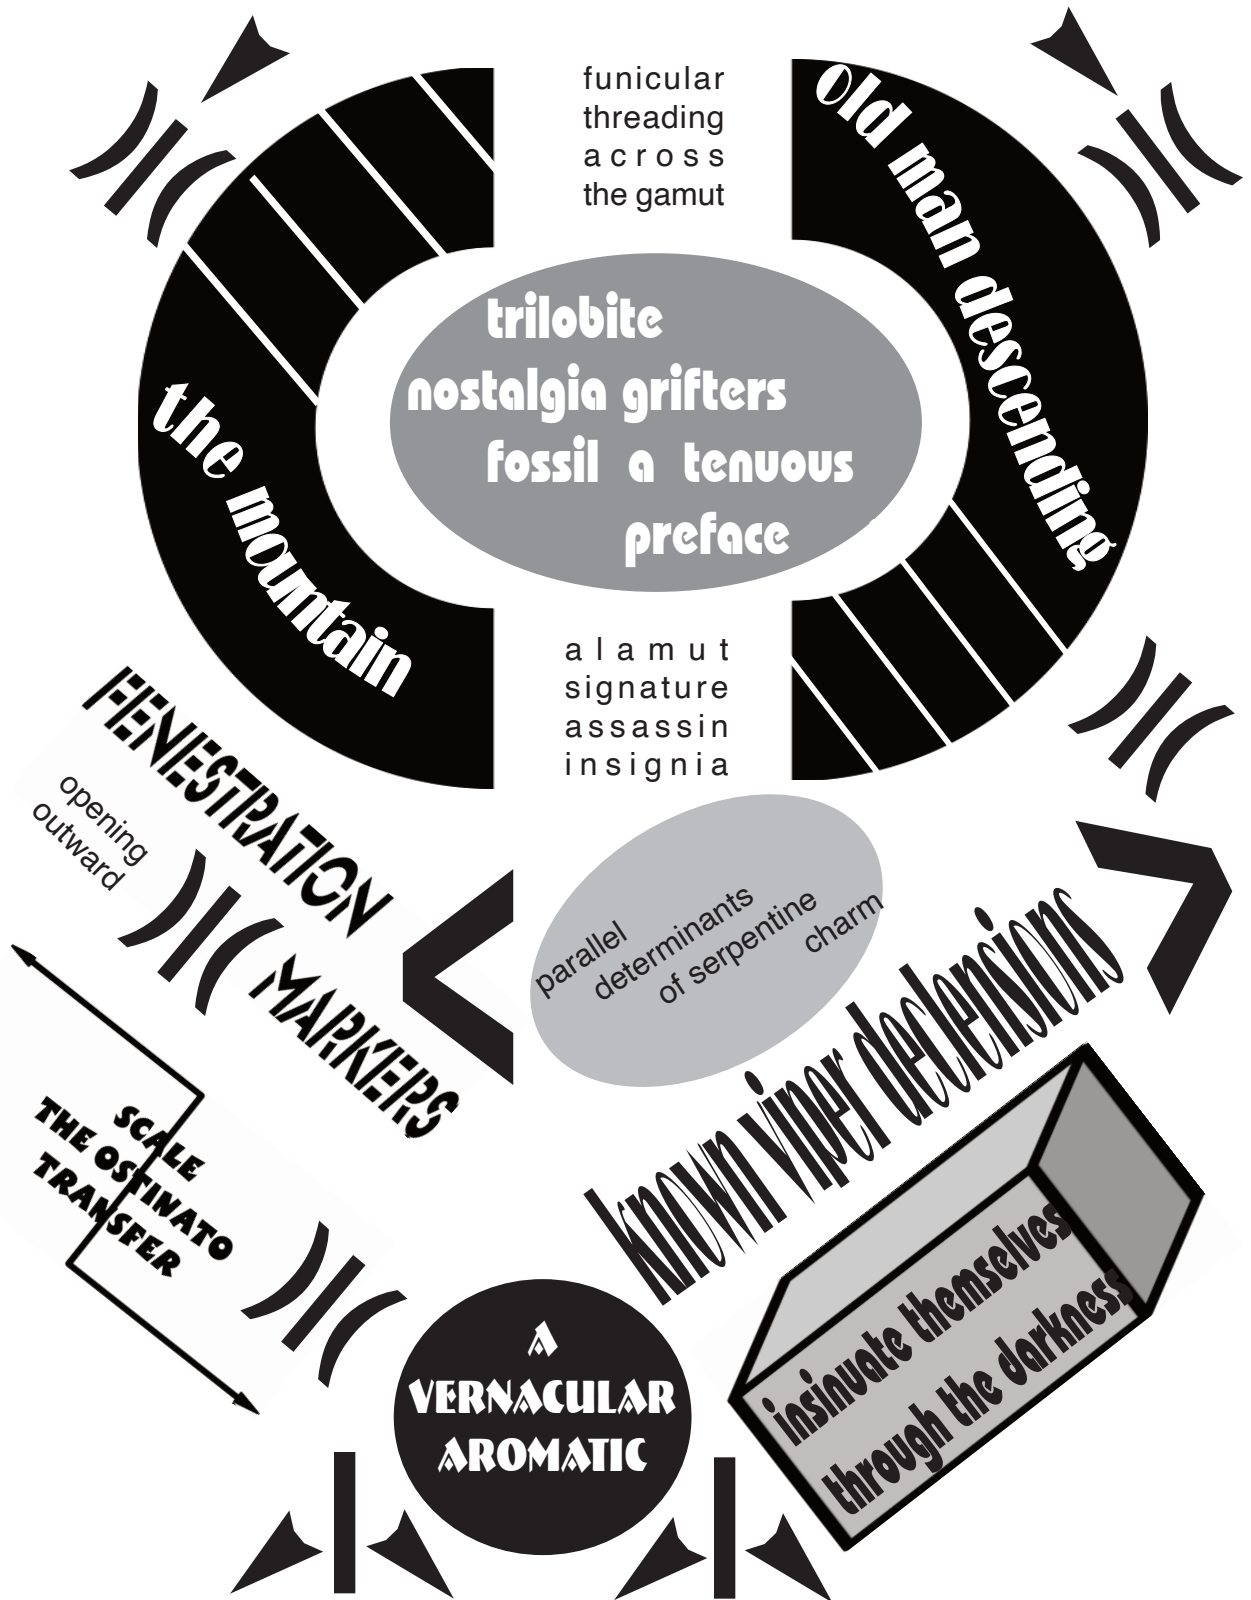 funicular
threading
across
the gamut
Old man descending
the mountain
trilobite
nostalgia grifters
fossil a tenuous
preface
alamut
signature
assassin
insignia
FENESTRATION
opening
outward
MARKERS
parallel
determinants
of serpentine
charm
known viper declensions
insinuate themselves
through the darkness
SCALE
THE OSTINATO
TRANSFER
A
VERNACULAR
AROMATIC